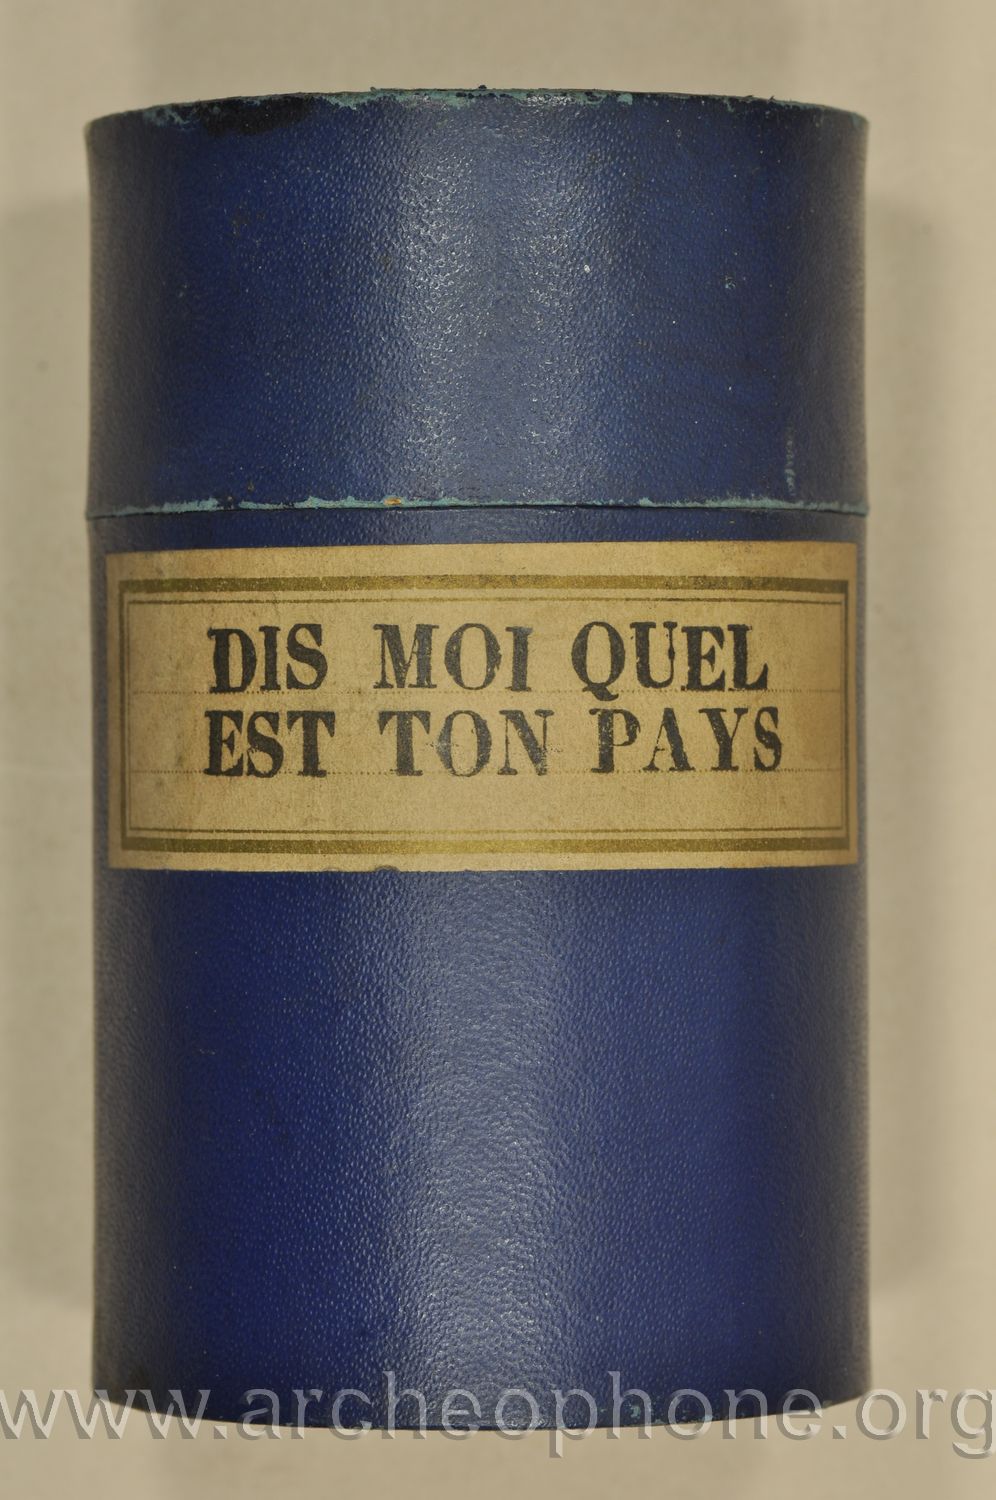 DIS MOI QUEL
EST TON PAYS
www.archeophone.org